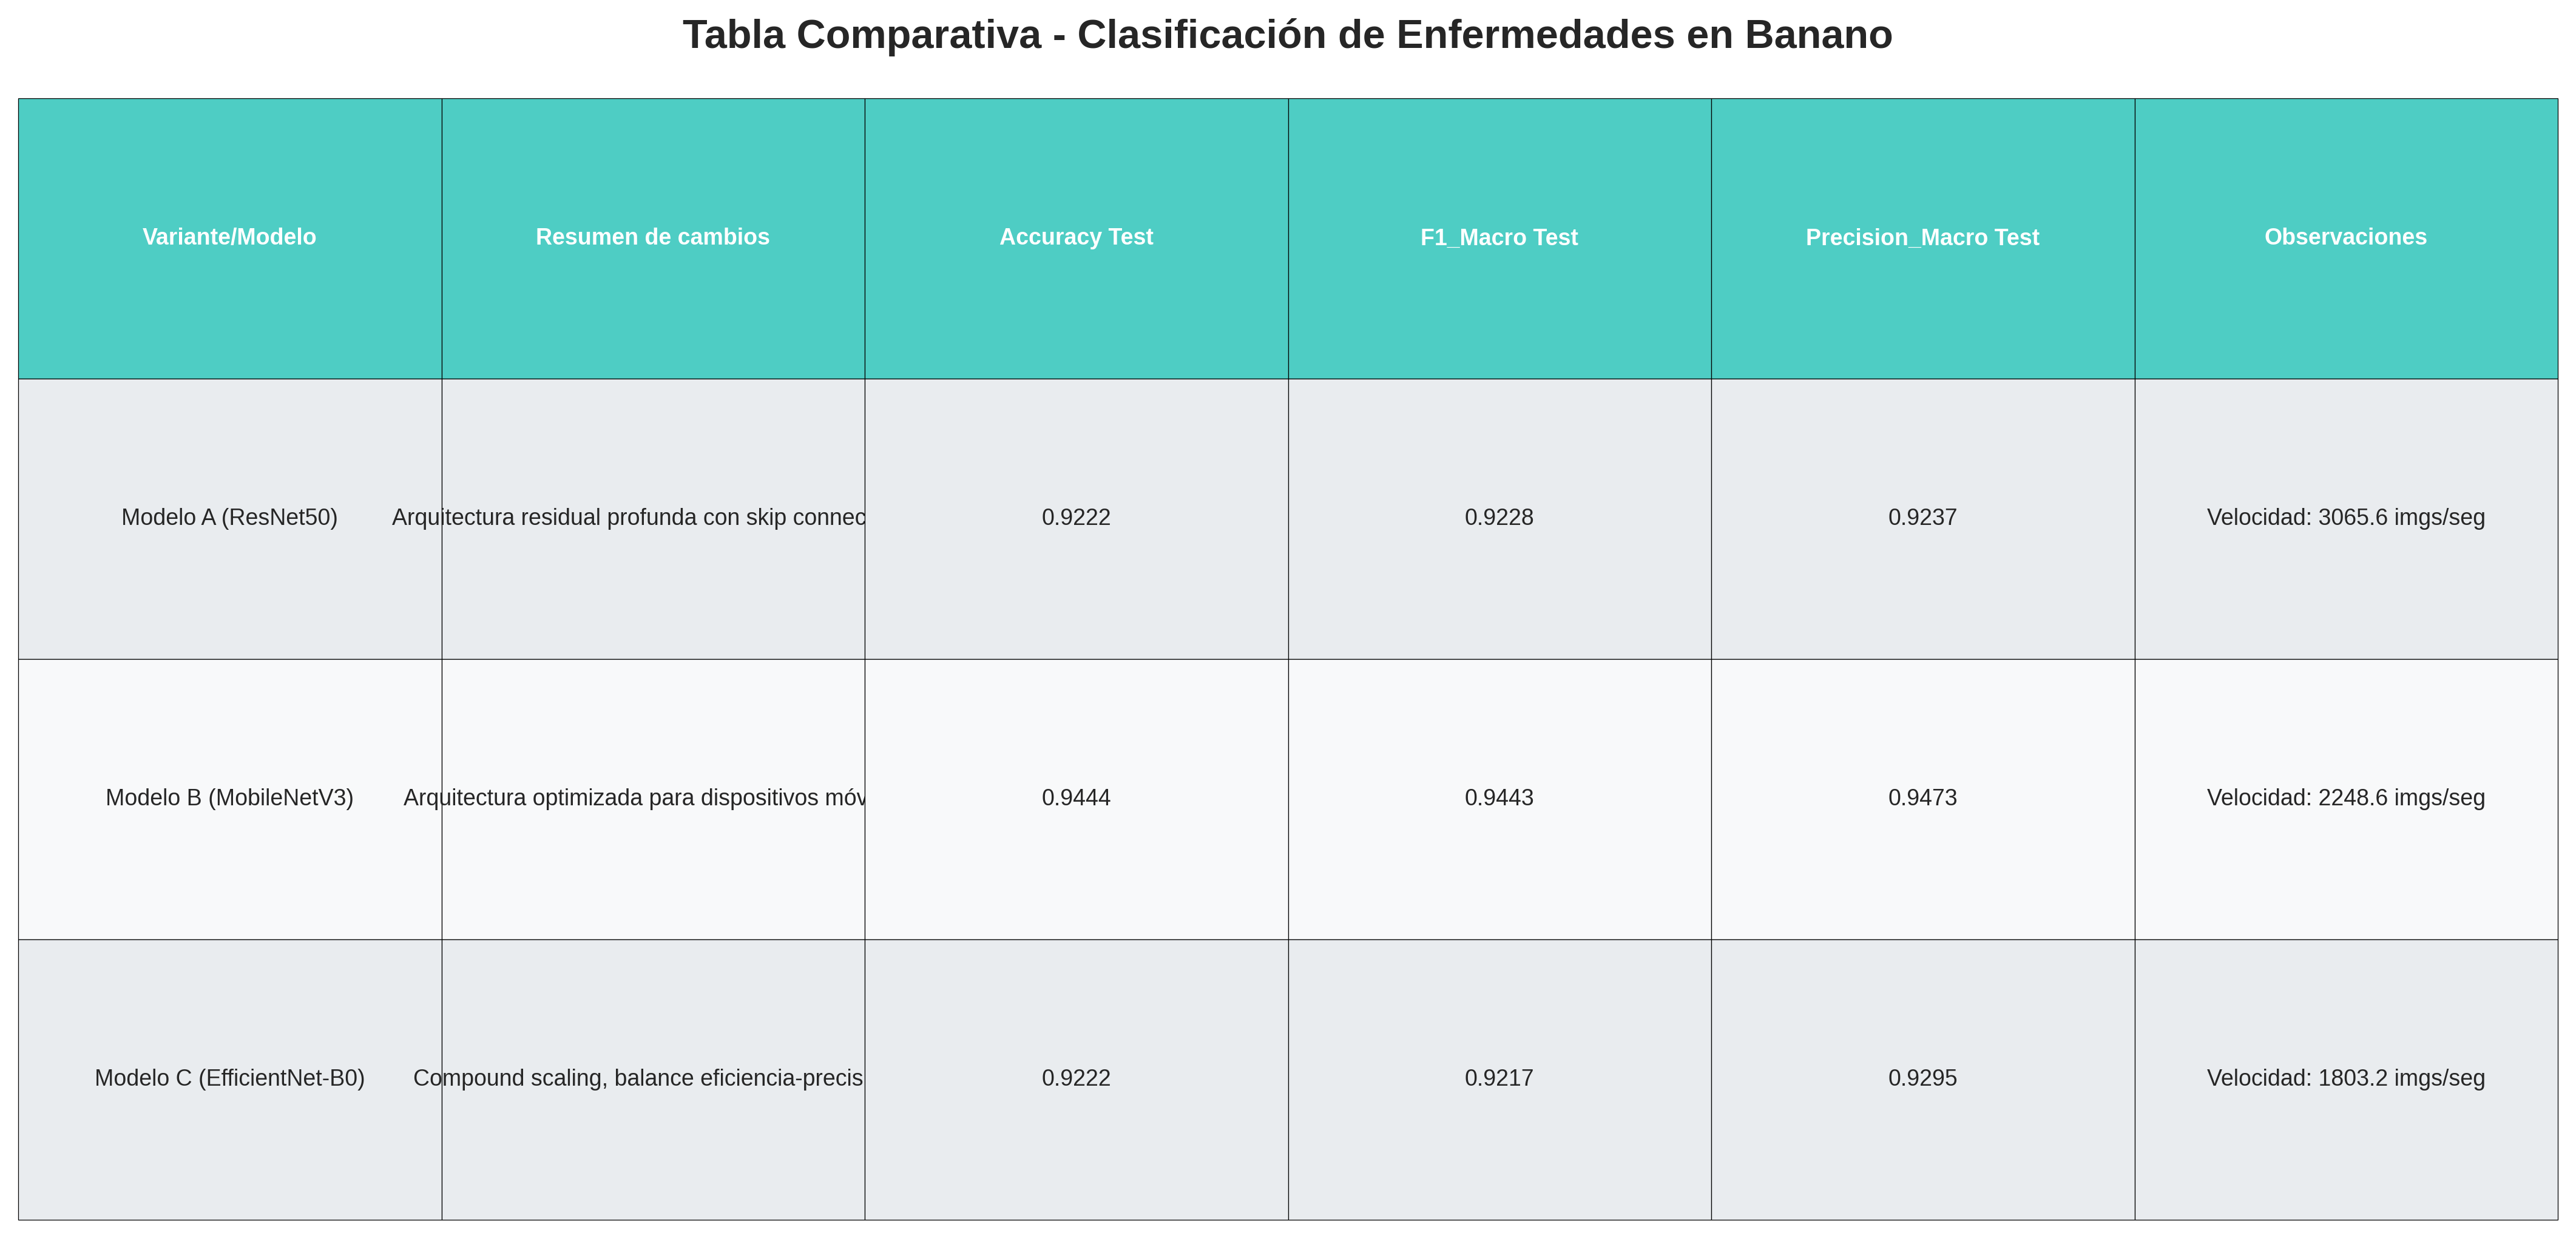 Tabla Comparativa - Clasificación de Enfermedades en Banano
Variante/Modelo Resumen de cambios Accuracy Test F1_Macro Test Precision_Macro Test Observaciones
Modelo A (ResNet50) Arquitectura residual profunda con skip connec 0.9222 0.9228 0.9237 Velocidad: 3065.6 imgs/seg
Modelo B (MobileNetV3) Arquitectura optimizada para dispositivos móv 0.9444 0.9443 0.9473 Velocidad: 2248.6 imgs/seg
Modelo C (EfficientNet-B0) Compound scaling, balance eficiencia-precis 0.9222 0.9217 0.9295 Velocidad: 1803.2 imgs/seg